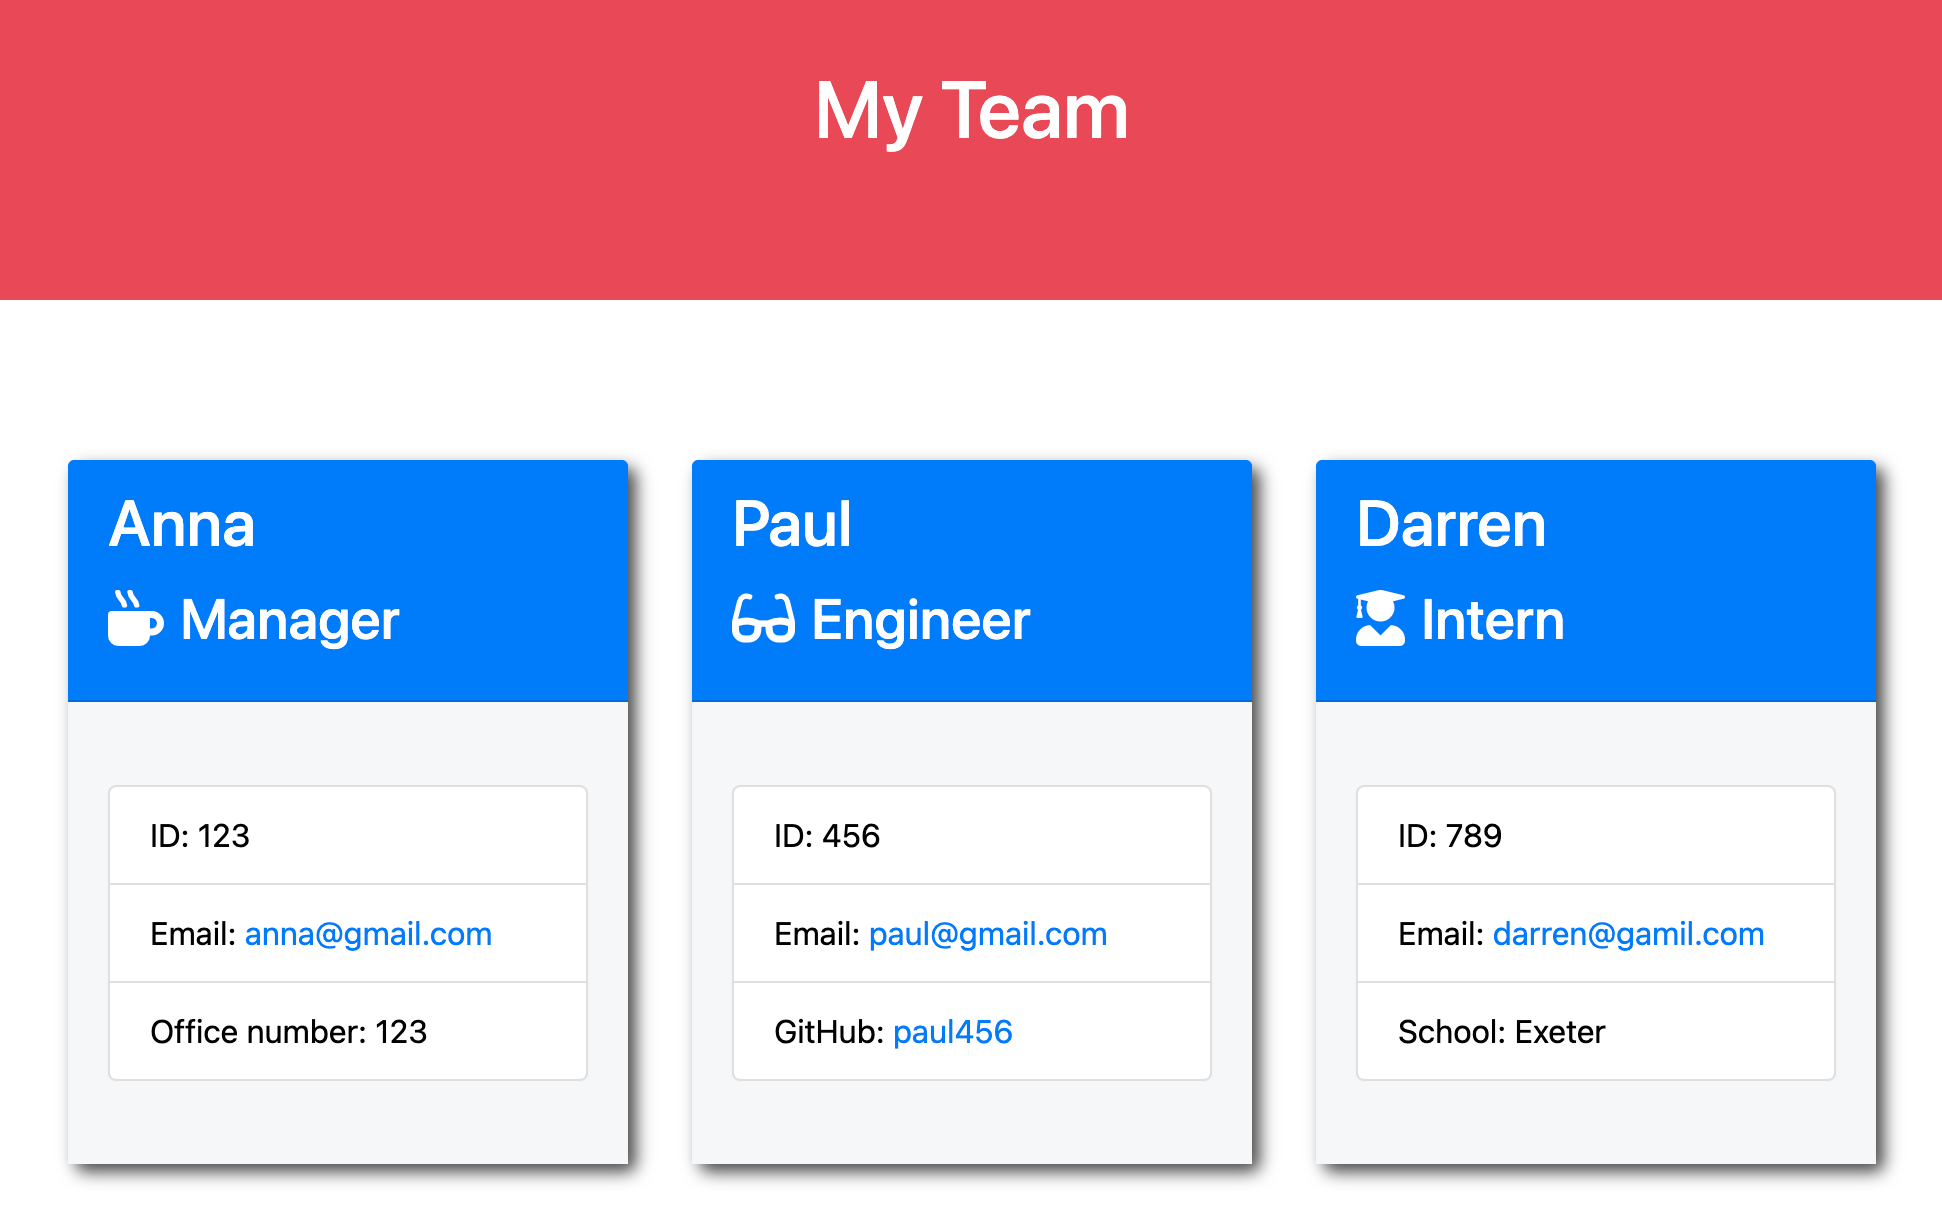 My Team
Anna
Manager
ID: 123
Email: anna@gmail.com
Office number: 123
Paul
Engineer
ID: 456
Email: paul@gmail.com
GitHub: paul456
Darren
Intern
ID: 789
Email: darren@gamil.com
School: Exeter